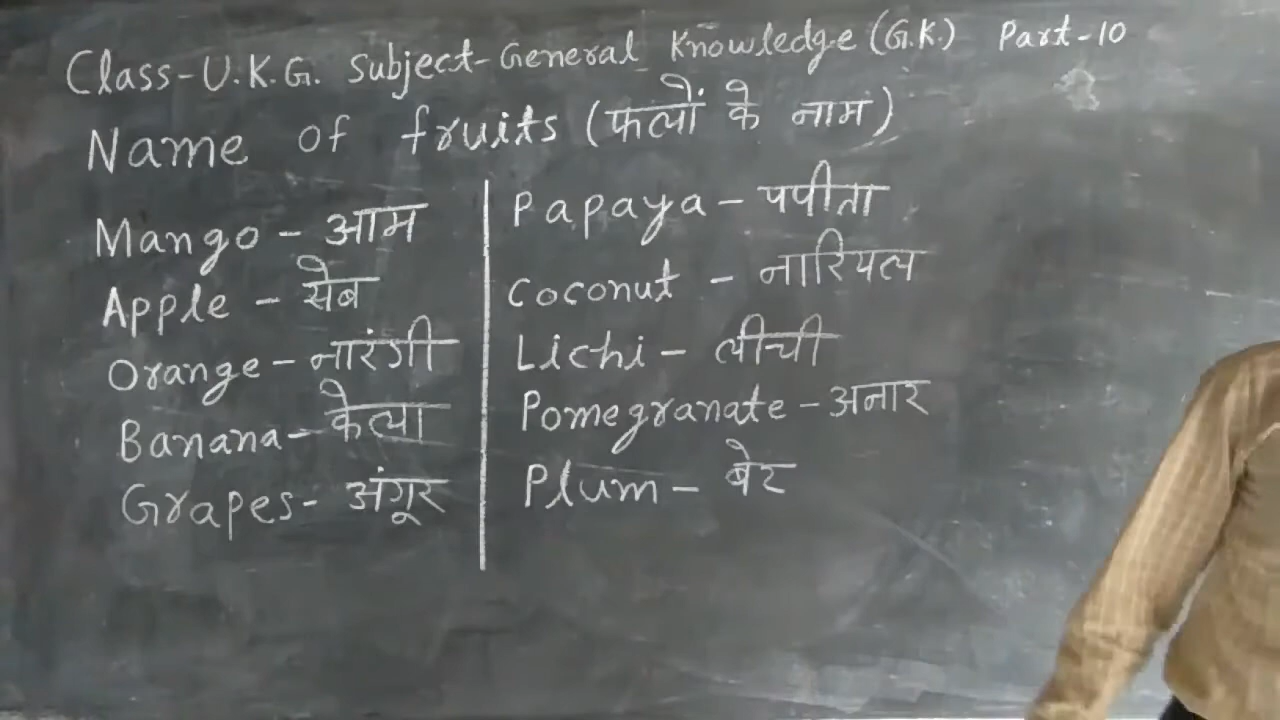 Class-U.K.G. Subject-General Knowledge (G.K.) Part-10
Name of fruits (फलों के नाम)
Mango - आम
Apple - सेब
Orange - नारंगी
Banana - केला
Grapes - अंगूर
Papaya - पपीता
Coconut - नारियल
Lichi - लीची
Pomegranate - अनार
Plum - बेर